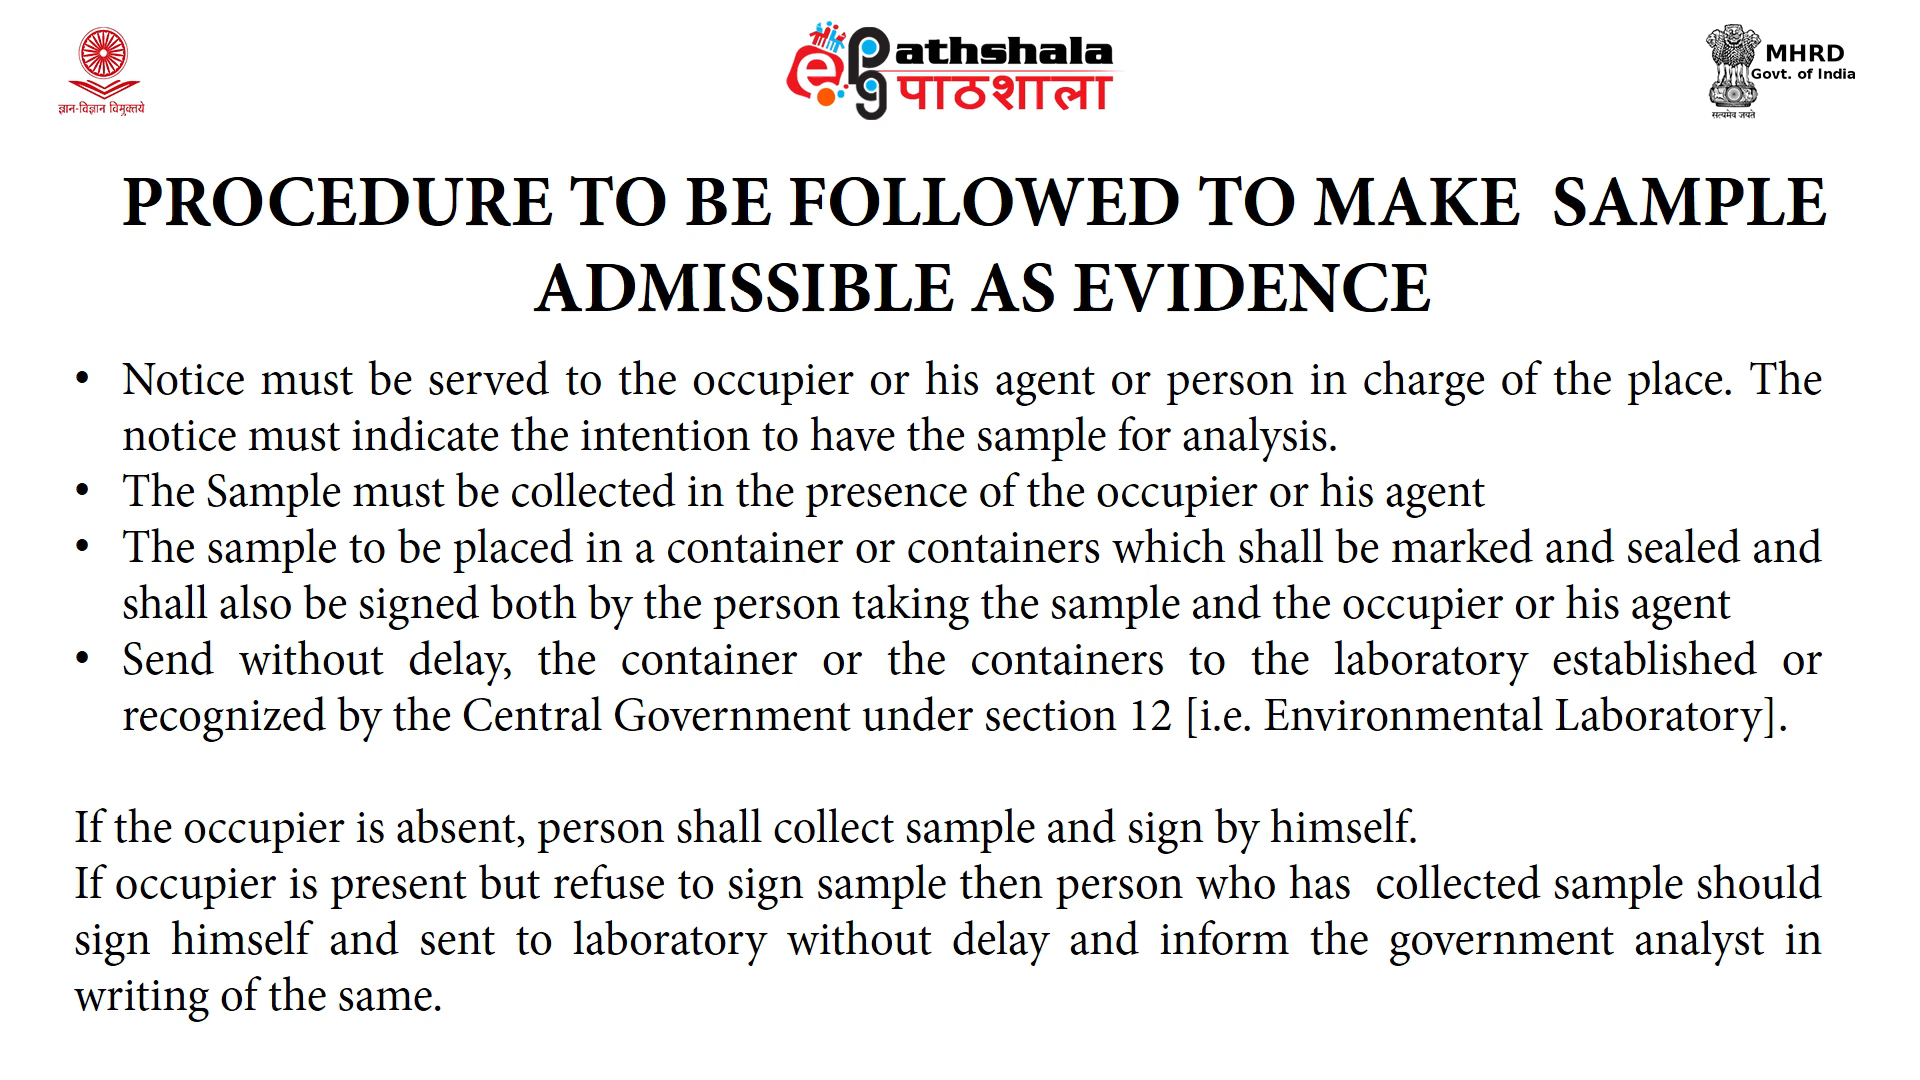 ज्ञान-विज्ञान विमुक्तये
e-Pg athshala
पाठशाला
MHRD
Govt. of India
सत्यमेव जयते
PROCEDURE TO BE FOLLOWED TO MAKE SAMPLE
ADMISSIBLE AS EVIDENCE
• Notice must be served to the occupier or his agent or person in charge of the place. The
notice must indicate the intention to have the sample for analysis.
• The Sample must be collected in the presence of the occupier or his agent
• The sample to be placed in a container or containers which shall be marked and sealed and
shall also be signed both by the person taking the sample and the occupier or his agent
• Send without delay, the container or the containers to the laboratory established or
recognized by the Central Government under section 12 [i.e. Environmental Laboratory].
If the occupier is absent, person shall collect sample and sign by himself.
If occupier is present but refuse to sign sample then person who has collected sample should
sign himself and sent to laboratory without delay and inform the government analyst in
writing of the same.